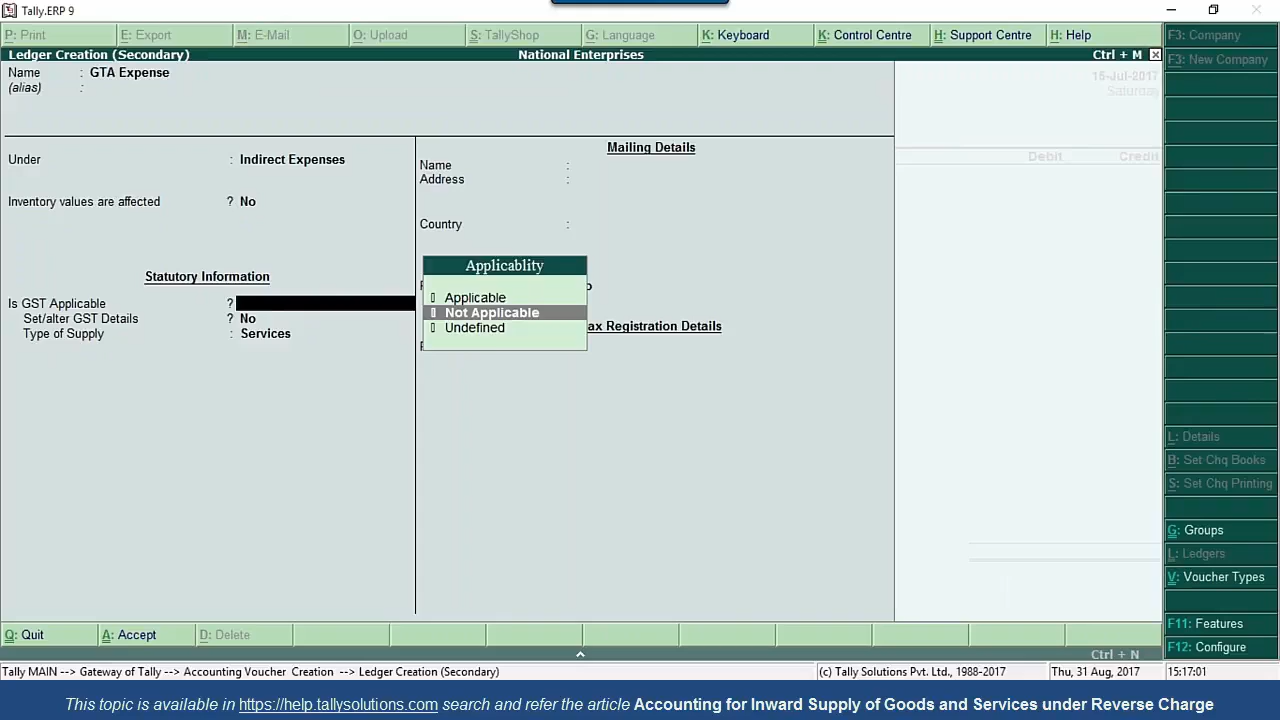 Tally.ERP 9
P: Print E: Export M: E-Mail O: Upload S: TallyShop G: Language K: Keyboard K: Control Centre H: Support Centre H: Help F3: Company
Ledger Creation (Secondary) National Enterprises Ctrl + M
F3: New Company
Name : GTA Expense
(alias) :
15-Jul-2017
Saturday
Mailing Details
Debit Credit
Under : Indirect Expenses
Name :
Address :
Inventory values are affected ? No
Country :
Applicablity
Statutory Information
Is GST Applicable ?
Set/alter GST Details ? No
Type of Supply : Services
Applicable
Not Applicable
Undefined
ax Registration Details
L: Details
B: Set Chq Books
S: Set Chq Printing
G: Groups
L: Ledgers
V: Voucher Types
F11: Features
F12: Configure
Q: Quit A: Accept D: Delete
Ctrl + N
Tally MAIN --> Gateway of Tally --> Accounting Voucher Creation --> Ledger Creation (Secondary) (c) Tally Solutions Pvt. Ltd., 1988-2017 Thu, 31 Aug, 2017 15:17:01
This topic is available in https://help.tallysolutions.com search and refer the article Accounting for Inward Supply of Goods and Services under Reverse Charge